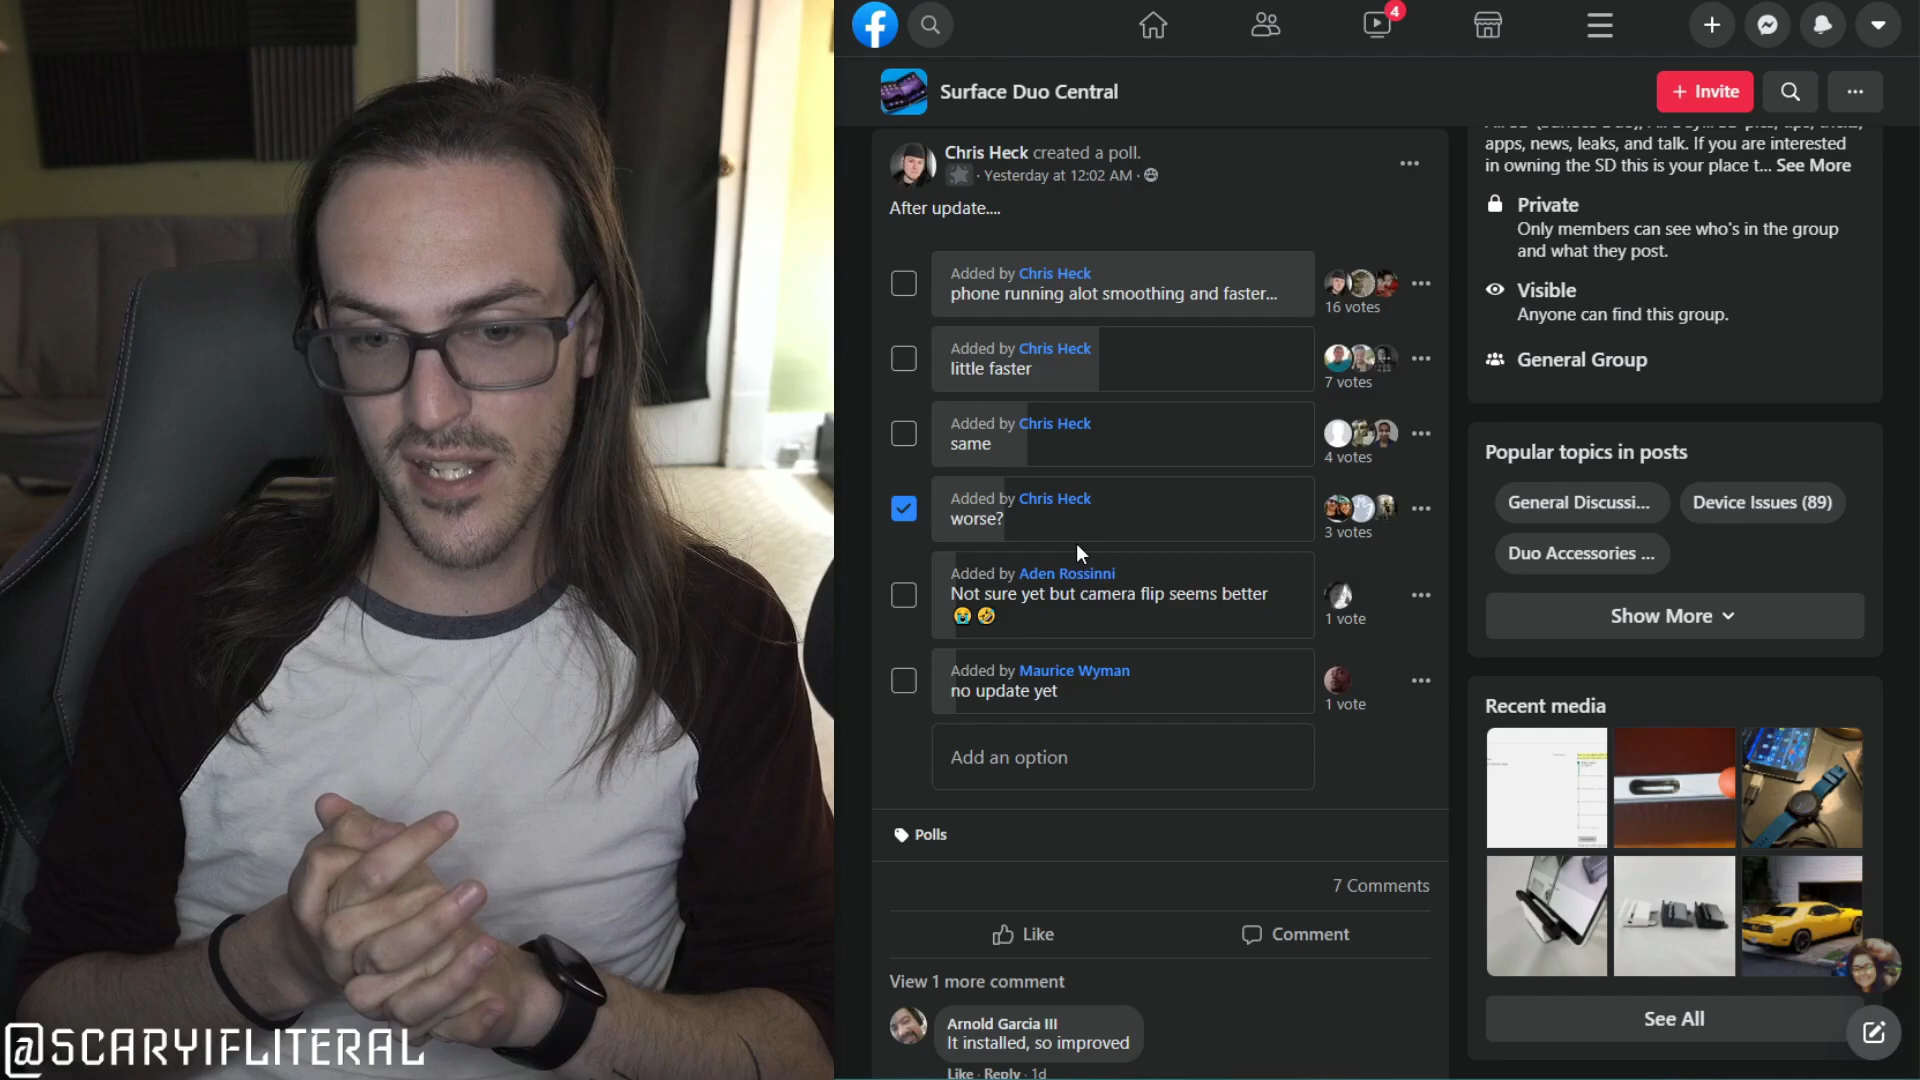 4
Surface Duo Central
+ Invite
Chris Heck created a poll.
· Yesterday at 12:02 AM ·
After update....
Added by Chris Heck
phone running alot smoothing and faster...
16 votes
Added by Chris Heck
little faster
7 votes
Added by Chris Heck
same
4 votes
Added by Chris Heck
worse?
3 votes
Added by Aden Rossinni
Not sure yet but camera flip seems better
😭🤣
1 vote
Added by Maurice Wyman
no update yet
1 vote
Add an option
Polls
7 Comments
Like
Comment
View 1 more comment
Arnold Garcia III
It installed, so improved
Like · Reply · 1d
apps, news, leaks, and talk. If you are interested
in owning the SD this is your place t... See More
Private
Only members can see who's in the group
and what they post.
Visible
Anyone can find this group.
General Group
Popular topics in posts
General Discussi...
Device Issues (89)
Duo Accessories ...
Show More
Recent media
See All
@SCARYIFLITERAL